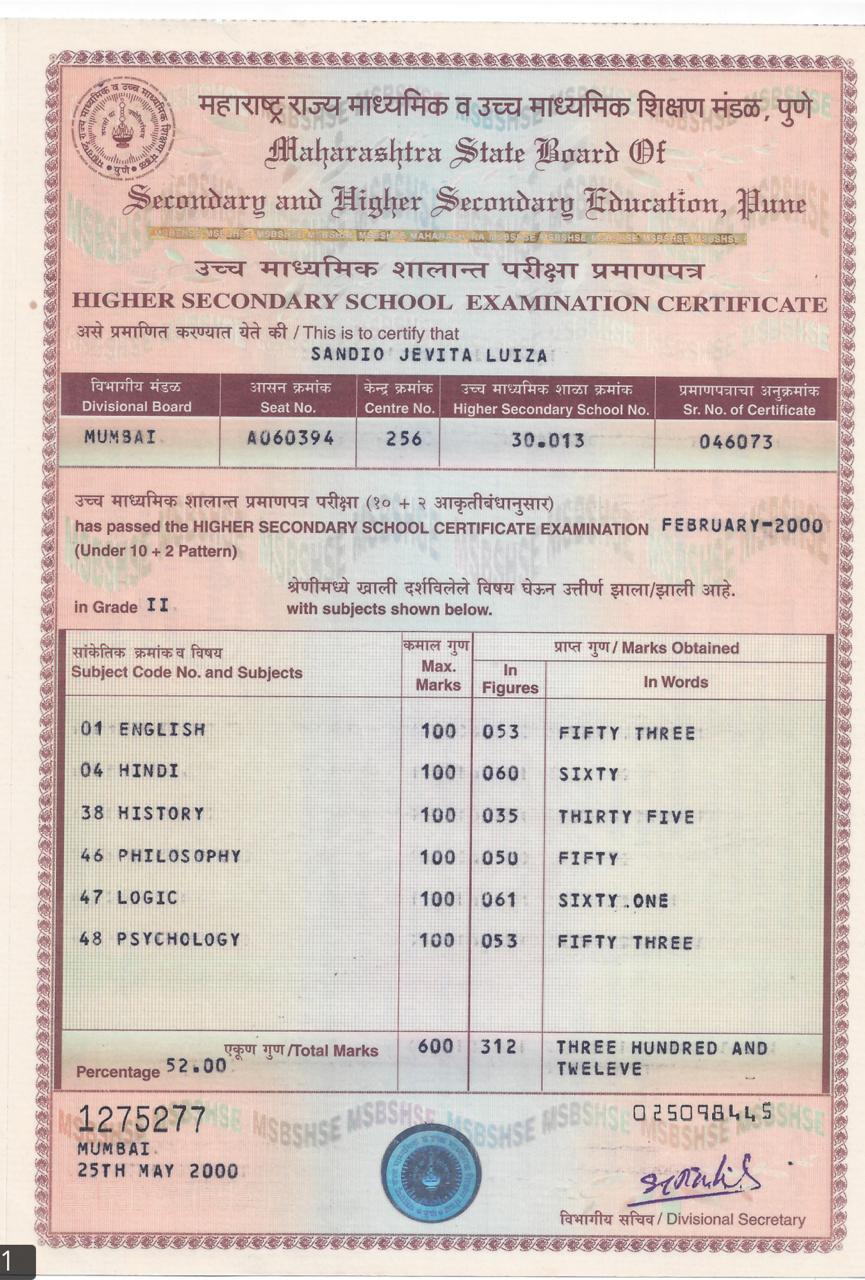 महाराष्ट्र राज्य माध्यमिक व उच्च माध्यमिक शिक्षण मंडळ, पुणे
Maharashtra State Board Of
Secondary and Higher Secondary Education, Pune
उच्च माध्यमिक शालान्त परीक्षा प्रमाणपत्र
HIGHER SECONDARY SCHOOL EXAMINATION CERTIFICATE
असे प्रमाणित करण्यात येते की / This is to certify that
SANDIO JEVITA LUIZA
विभागीय मंडळ आसन क्रमांक केन्द्र क्रमांक उच्च माध्यमिक शाळा क्रमांक प्रमाणपत्राचा अनुक्रमांक
Divisional Board Seat No. Centre No. Higher Secondary School No. Sr. No. of Certificate
MUMBAI A060394 256 30.013 046073
उच्च माध्यमिक शालान्त प्रमाणपत्र परीक्षा (१० + २ आकृतीबंधानुसार)
has passed the HIGHER SECONDARY SCHOOL CERTIFICATE EXAMINATION FEBRUARY-2000
(Under 10 + 2 Pattern)
श्रेणीमध्ये खाली दर्शविलेले विषय घेऊन उत्तीर्ण झाला/झाली आहे.
in Grade II with subjects shown below.
सांकेतिक क्रमांक व विषय कमाल गुण प्राप्त गुण / Marks Obtained
Subject Code No. and Subjects Max. Marks In Figures In Words
01 ENGLISH 100 053 FIFTY THREE
04 HINDI 100 060 SIXTY
38 HISTORY 100 035 THIRTY FIVE
46 PHILOSOPHY 100 050 FIFTY
47 LOGIC 100 061 SIXTY ONE
48 PSYCHOLOGY 100 053 FIFTY THREE
एकूण गुण /Total Marks 600 312 THREE HUNDRED AND
Percentage 52.00 TWELEVE
1275277 025098445
MUMBAI
25TH MAY 2000
विभागीय सचिव / Divisional Secretary
1